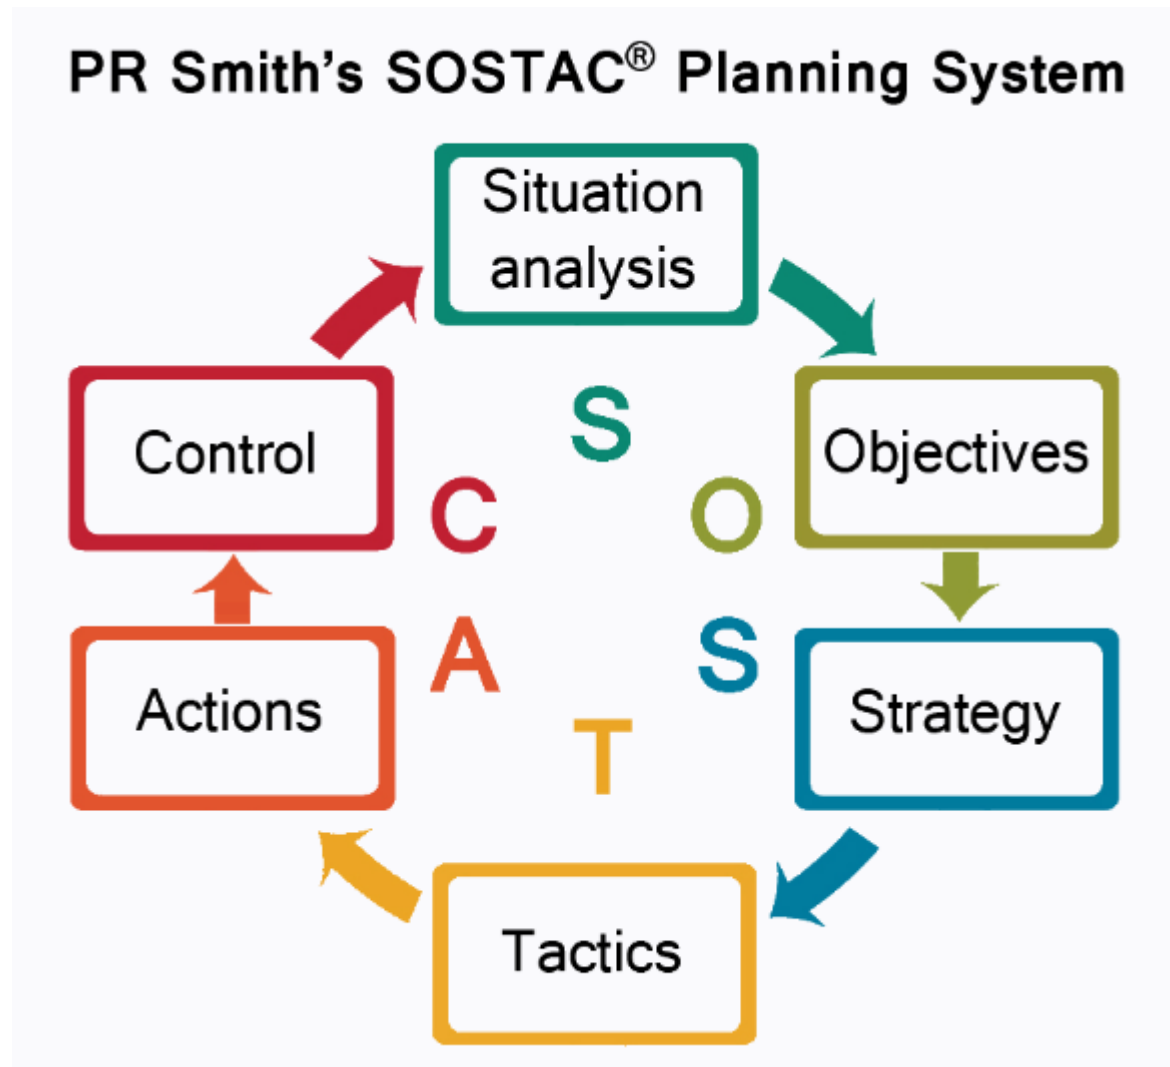 PR Smith's SOSTAC® Planning System
Situation
analysis
Objectives
Strategy
Tactics
Actions
Control
S
O
S
T
A
C